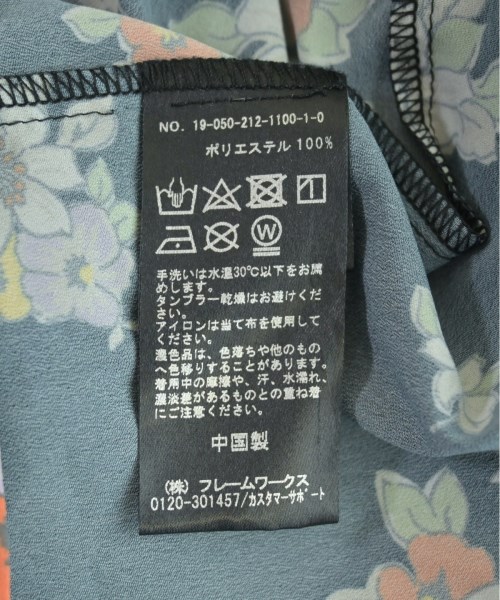 NO. 19-050-212-1100-1-0
ポリエステル 100%
手洗いは水温30℃以下をお薦
めします。
タンブラー乾燥はお避けくださ
い。
アイロンは当て布を使用して
ください。
濃色品は、色落ちや他のもの
へ色移りすることがあります。
着用中の摩擦や、汗、水濡れ、
濃淡差があるものとの重ね着
にご注意ください。
中国製
(株) フレームワークス
0120-301457/カスタマーサポート